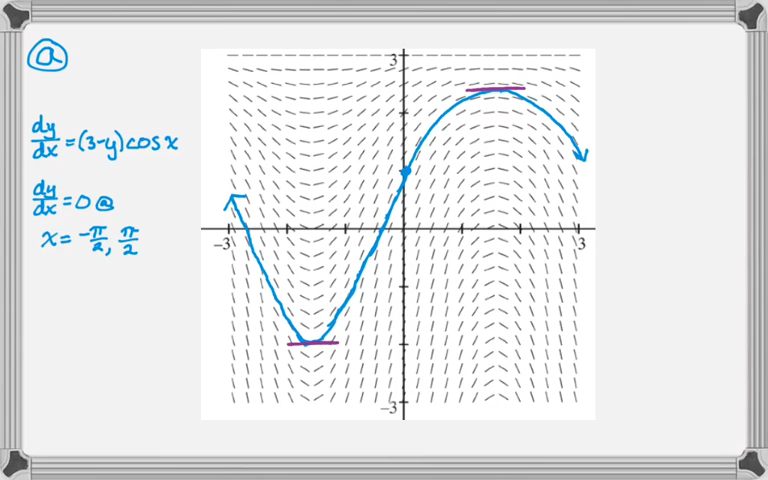 a
dy/dx = (3-y) cos x
dy/dx = 0 @
x = -π/2, π/2
3
-3
3
-3